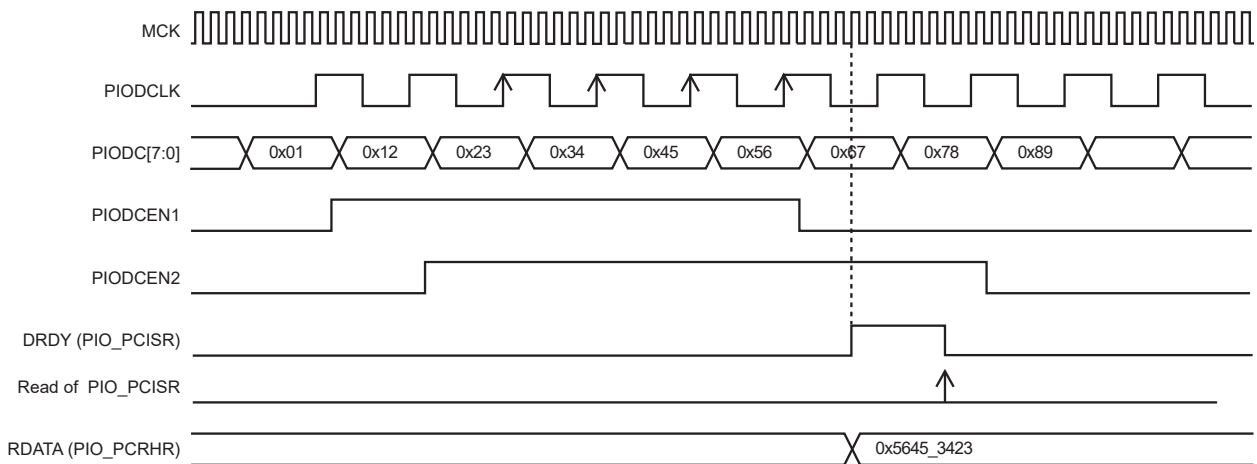 MCK
PIODCLK
PIODC[7:0] 0x01 0x12 0x23 0x34 0x45 0x56 0x67 0x78 0x89
PIODCEN1
PIODCEN2
DRDY (PIO_PCISR)
Read of PIO_PCISR
RDATA (PIO_PCRHR) 0x5645_3423